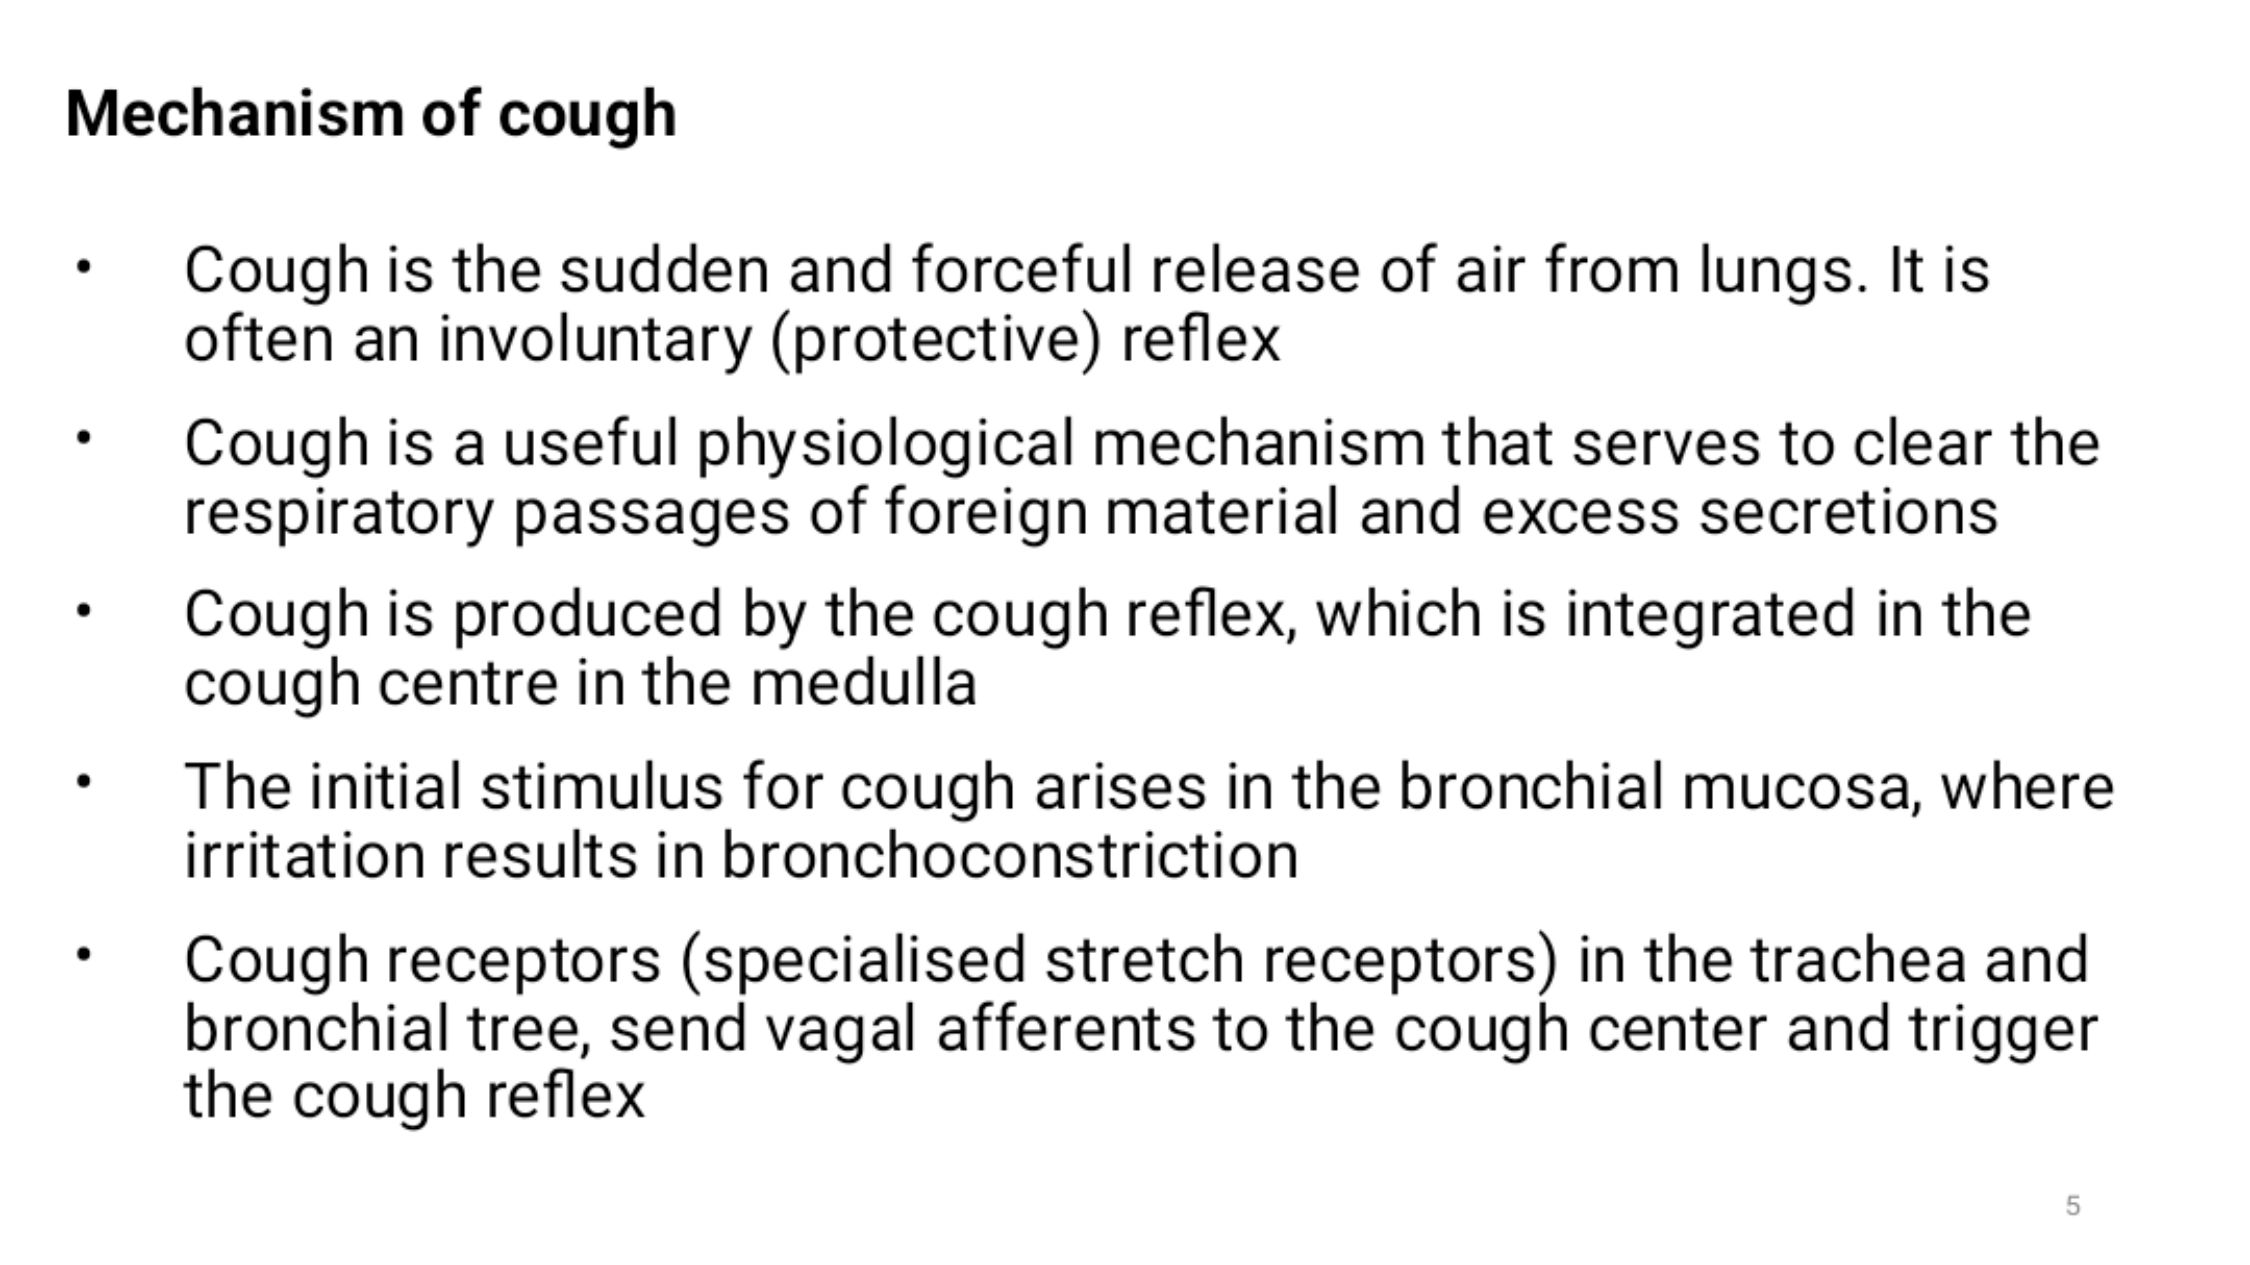 Mechanism of cough
• Cough is the sudden and forceful release of air from lungs. It is
often an involuntary (protective) reflex
• Cough is a useful physiological mechanism that serves to clear the
respiratory passages of foreign material and excess secretions
• Cough is produced by the cough reflex, which is integrated in the
cough centre in the medulla
• The initial stimulus for cough arises in the bronchial mucosa, where
irritation results in bronchoconstriction
• Cough receptors (specialised stretch receptors) in the trachea and
bronchial tree, send vagal afferents to the cough center and trigger
the cough reflex
5